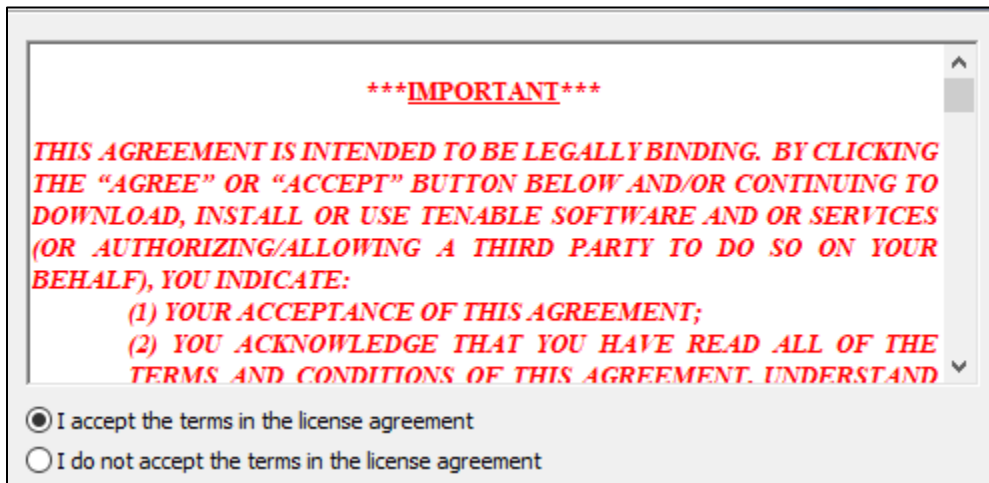 ***IMPORTANT***
THIS AGREEMENT IS INTENDED TO BE LEGALLY BINDING. BY CLICKING
THE “AGREE” OR “ACCEPT” BUTTON BELOW AND/OR CONTINUING TO
DOWNLOAD, INSTALL OR USE TENABLE SOFTWARE AND OR SERVICES
(OR AUTHORIZING/ALLOWING A THIRD PARTY TO DO SO ON YOUR
BEHALF), YOU INDICATE:
(1) YOUR ACCEPTANCE OF THIS AGREEMENT;
(2) YOU ACKNOWLEDGE THAT YOU HAVE READ ALL OF THE
TERMS AND CONDITIONS OF THIS AGREEMENT, UNDERSTAND
I accept the terms in the license agreement
I do not accept the terms in the license agreement